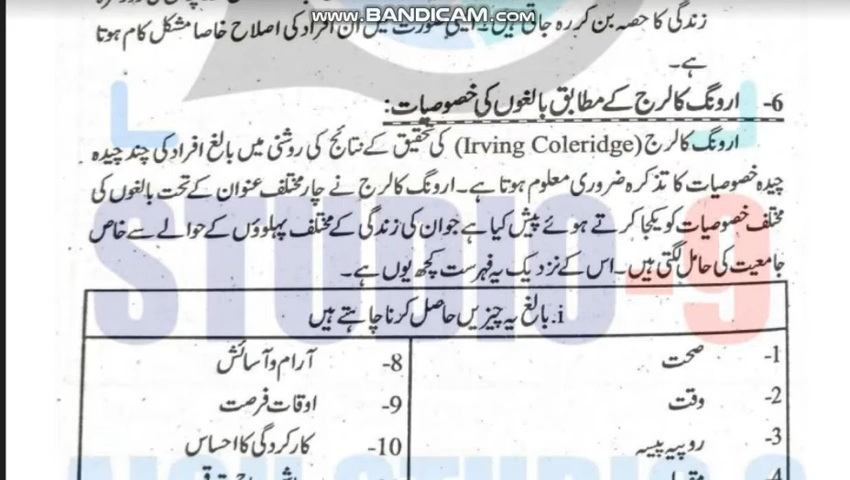 www.BANDICAM.com
زندگی کا حصہ بن کر رہ جاتی ہیں۔ ایسی صورت میں ان افراد کی اصلاح خاصا مشکل کام ہوتا
ہے۔
6- ارونگ کالرج کے مطابق بالغوں کی خصوصیات:
ارونگ کالرج (Irving Coleridge) کی تحقیق کے نتائج کی روشنی میں بالغ افراد کی چند چیدہ
چیدہ خصوصیات کا تذکرہ ضروری معلوم ہوتا ہے۔ ارونگ کالرج نے چار مختلف عنوان کے تحت بالغوں کی
مختلف خصوصیات کو یکجا کرتے ہوئے پیش کیا ہے جو ان کی زندگی کے مختلف پہلوؤں کے حوالے سے خاص
جامعیت کی حامل لگتی ہیں۔ اس کے نزدیک یہ فہرست کچھ یوں ہے۔
i. بالغ یہ چیزیں حاصل کرنا چاہتے ہیں
1- صحت
8- آرام و آسائش
2- وقت
9- اوقات فرصت
3- روپیہ پیسہ
10- کارکردگی کا احساس
4-
STUDIO-9